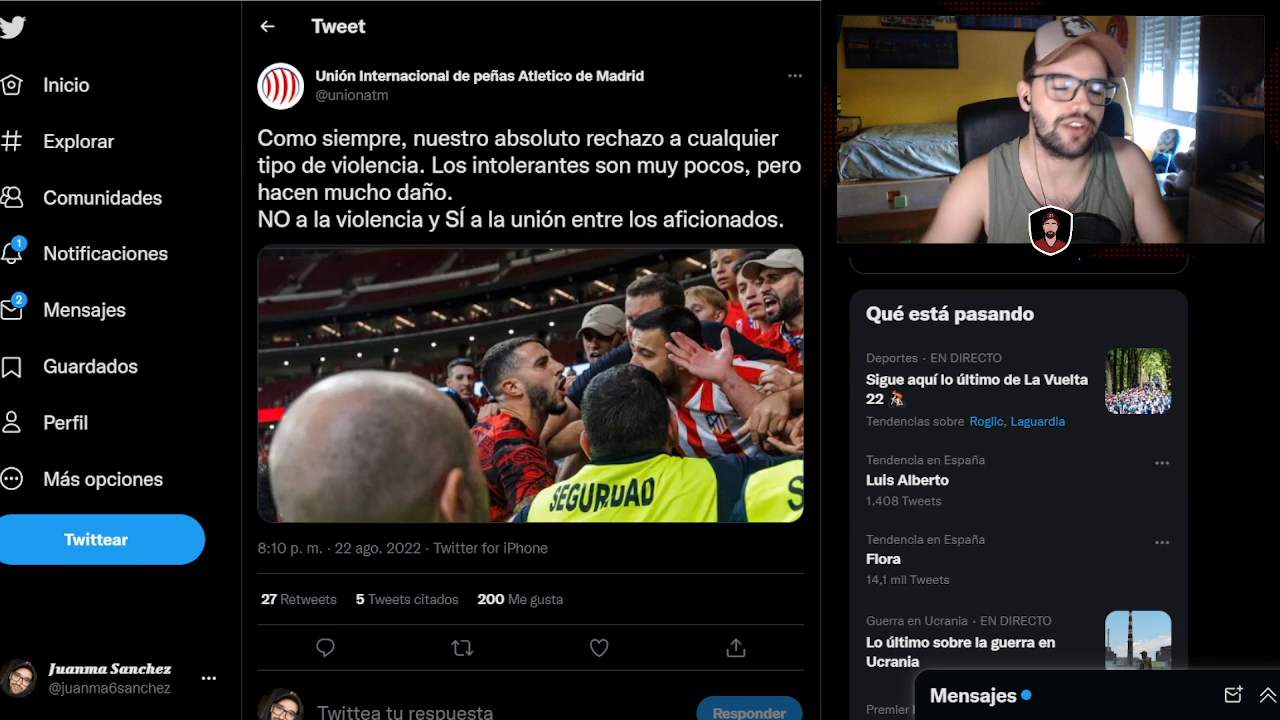 Tweet
Inicio
Explorar
Comunidades
1
Notificaciones
2
Mensajes
Guardados
Perfil
Más opciones
Twittear
Juanma Sanchez
@juanma6sanchez
Unión Internacional de peñas Atletico de Madrid
@unionatm
Como siempre, nuestro absoluto rechazo a cualquier
tipo de violencia. Los intolerantes son muy pocos, pero
hacen mucho daño.
NO a la violencia y SÍ a la unión entre los aficionados.
SEGURIDAD
S
8:10 p. m. · 22 ago. 2022 · Twitter for iPhone
27 Retweets 5 Tweets citados 200 Me gusta
Twittea tu respuesta
Responder
Qué está pasando
Deportes · EN DIRECTO
Sigue aquí lo último de La Vuelta
22 🚴
Tendencias sobre Roglic, Laguardia
Tendencia en España
Luis Alberto
1.408 Tweets
Tendencia en España
Flora
14,1 mil Tweets
Guerra en Ucrania · EN DIRECTO
Lo último sobre la guerra en
Ucrania
Premier
Mensajes